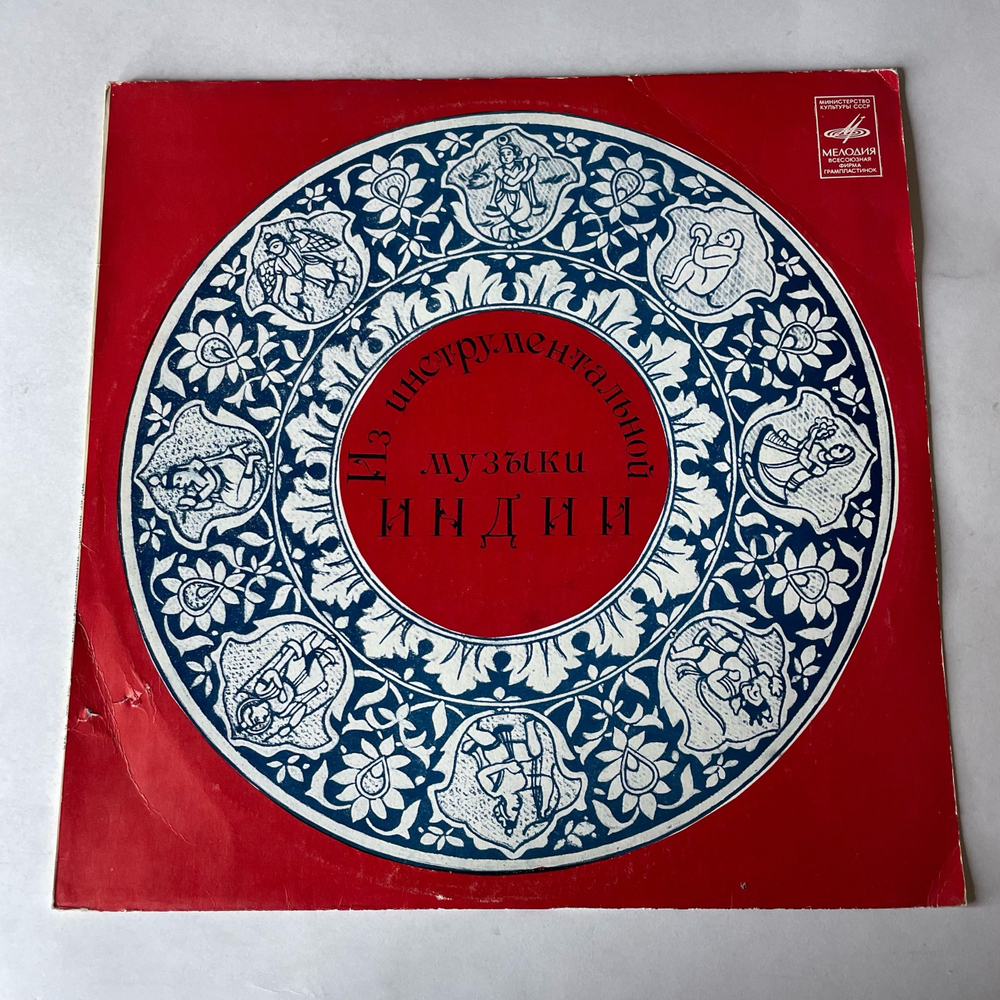 МИНИСТЕРСТВО
КУЛЬТУРЫ СССР
МЕЛОДИЯ
ВСЕСОЮЗНАЯ
ФИРМА
ГРАМПЛАСТИНОК
Из инструментальной
музыки
ИНДИИ